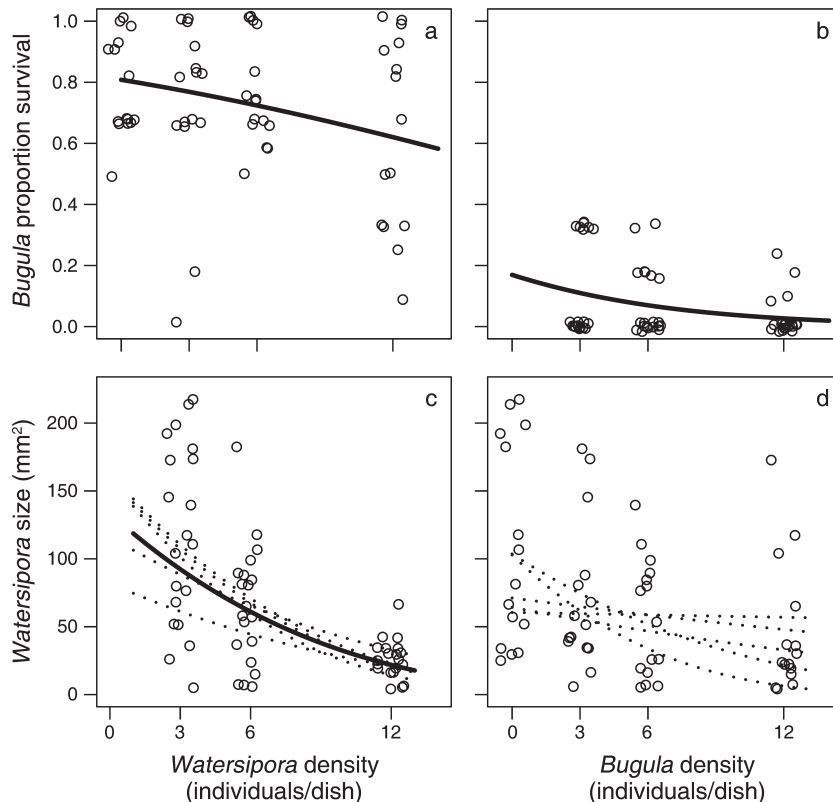 a
b
1.0
0.8
0.6
0.4
0.2
0.0
Bugula proportion survival
c
d
200
150
100
50
0
Watersipora size (mm²)
0 3 6 12
0 3 6 12
Watersipora density
(individuals/dish)
Bugula density
(individuals/dish)